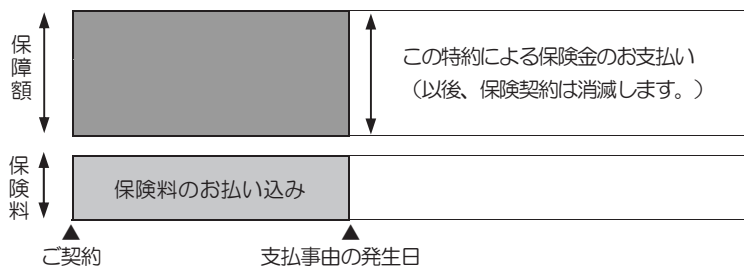 保障額
この特約による保険金のお支払い
（以後、保険契約は消滅します。）
保険料
保険料のお払い込み
ご契約
支払事由の発生日